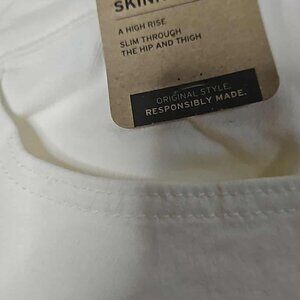 A HIGH RISE
SLIM THROUGH
THE HIP AND THIGH
ORIGINAL STYLE.
RESPONSIBLY MADE.